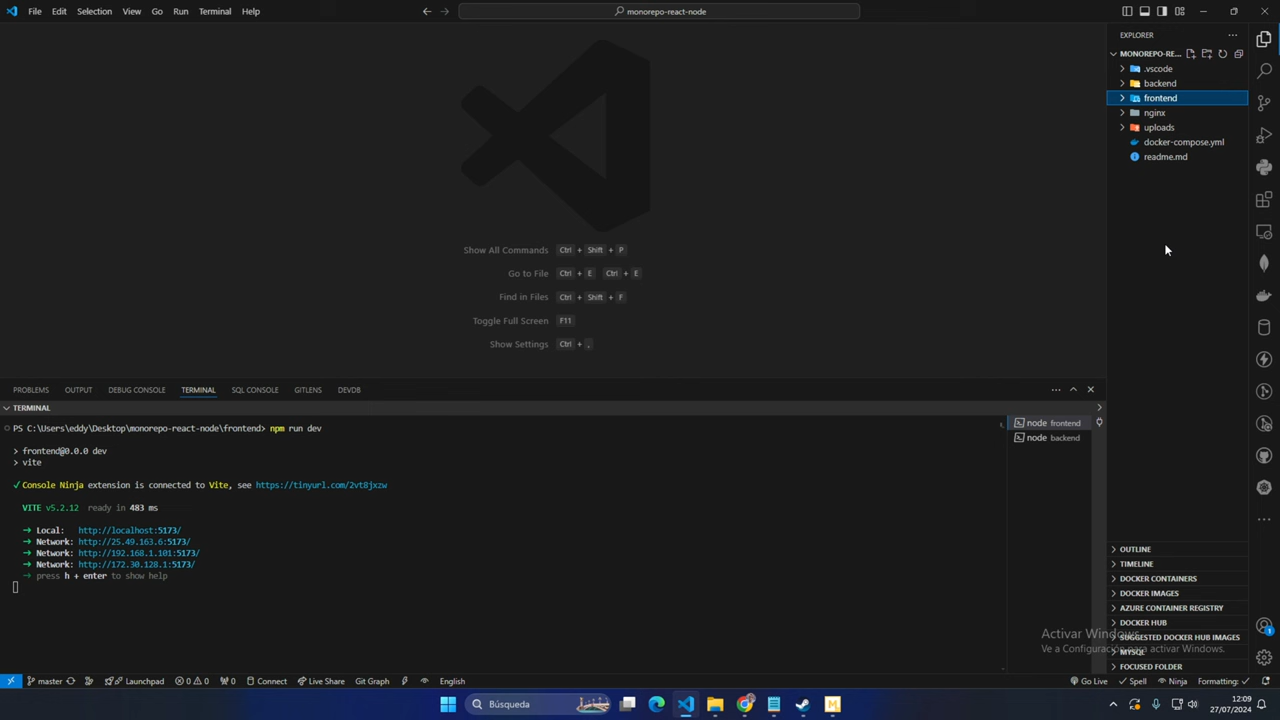 File Edit Selection View Go Run Terminal Help
monorepo-react-node
EXPLORER
MONOREPO-RE...
.vscode
backend
frontend
nginx
uploads
docker-compose.yml
readme.md
Show All Commands Ctrl + Shift + P
Go to File Ctrl + E Ctrl + E
Find in Files Ctrl + Shift + F
Toggle Full Screen F11
Show Settings Ctrl + ,
PROBLEMS OUTPUT DEBUG CONSOLE TERMINAL SQL CONSOLE GITLENS DEVDB
TERMINAL
PS C:\Users\eddy\Desktop\monorepo-react-node\frontend> npm run dev
> frontend@0.0.0 dev
> vite
✓ Console Ninja extension is connected to Vite, see https://tinyurl.com/2vt8jxzw
VITE v5.2.12 ready in 483 ms
➜ Local: http://localhost:5173/
➜ Network: http://25.49.163.6:5173/
➜ Network: http://192.168.1.101:5173/
➜ Network: http://172.30.128.1:5173/
➜ press h + enter to show help
node frontend
node backend
OUTLINE
TIMELINE
DOCKER CONTAINERS
DOCKER IMAGES
AZURE CONTAINER REGISTRY
DOCKER HUB
SUGGESTED DOCKER HUB IMAGES
MYSQL
FOCUSED FOLDER
Activar Windows
Ve a Configuración para activar Windows.
master Launchpad 0 0 0 Connect Live Share Git Graph English Go Live Spell Ninja Formatting: ✓
Búsqueda
12:09
27/07/2024